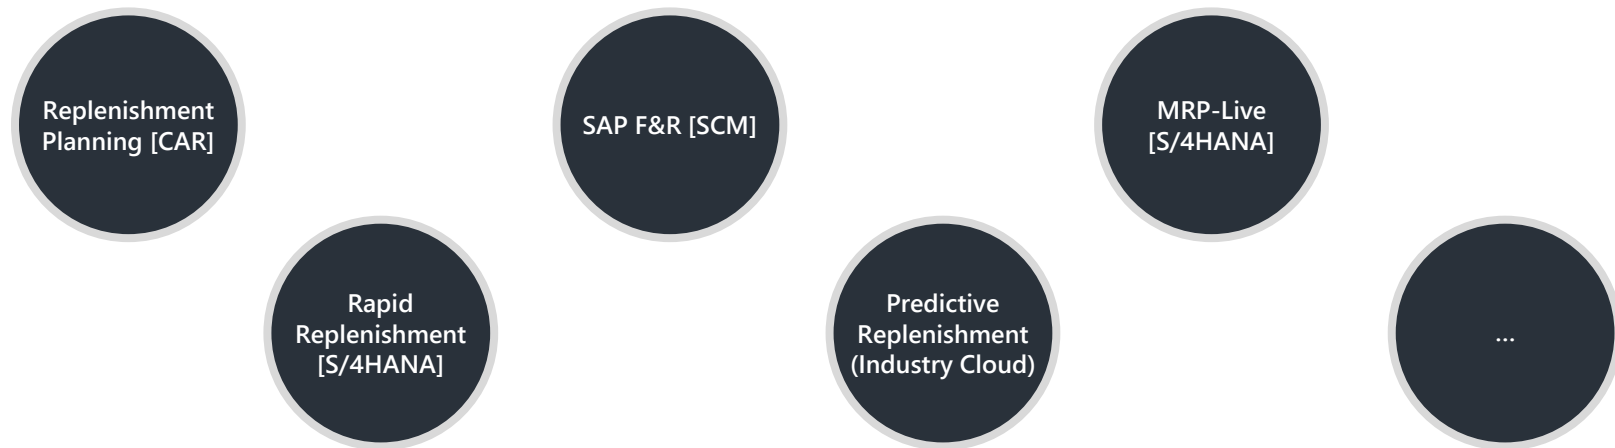 Replenishment
Planning [CAR]
SAP F&R [SCM]
MRP-Live
[S/4HANA]
Rapid
Replenishment
[S/4HANA]
Predictive
Replenishment
(Industry Cloud)
...